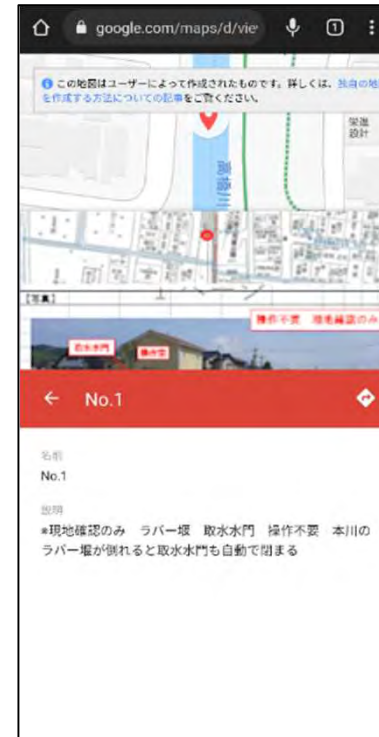 google.com/maps/d/vie
1
この地図はユーザーによって作成されたものです。詳しくは、独自の地
を作成する方法についての記事をご覧ください。
栄進
設計
高橋川
【写真】
操作不要 現地確認のみ
取水水門
操作室
No.1
名前
No.1
説明
*現地確認のみ ラバー堰 取水水門 操作不要 本川の
ラバー堰が倒れると取水水門も自動で閉まる